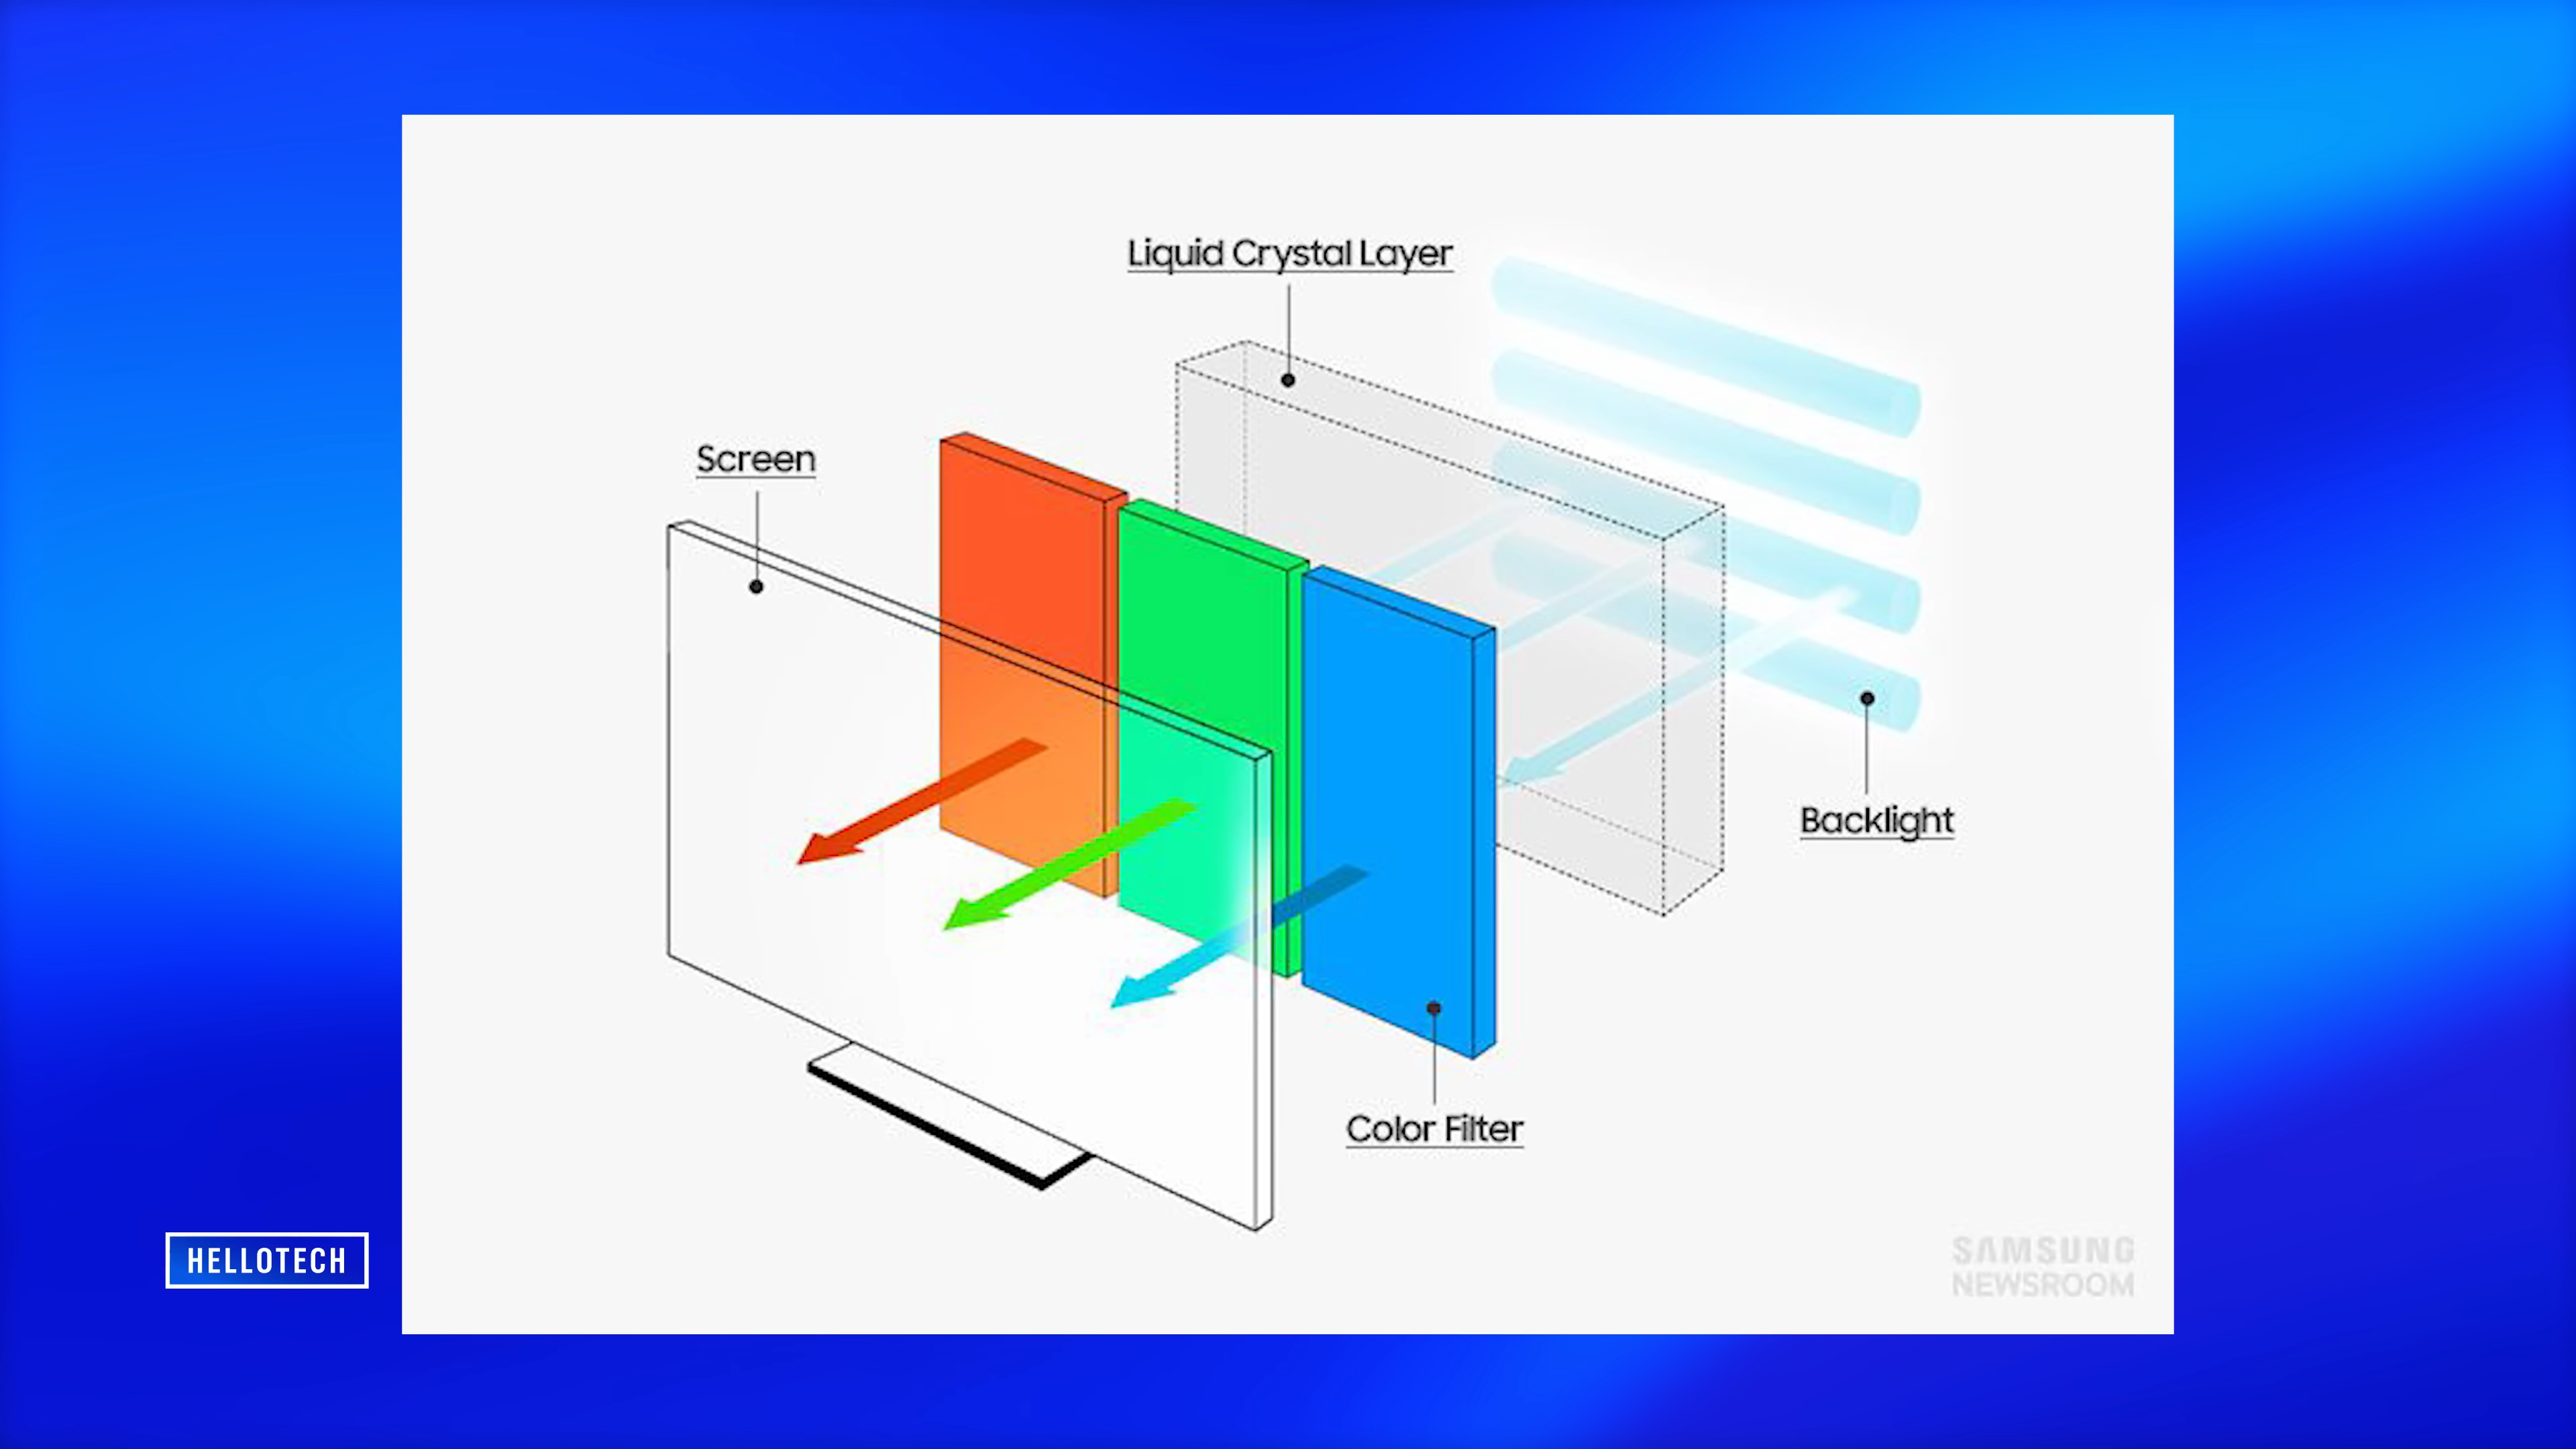 Liquid Crystal Layer
Screen
Backlight
Color Filter
HELLOTECH
SAMSUNG
NEWSROOM